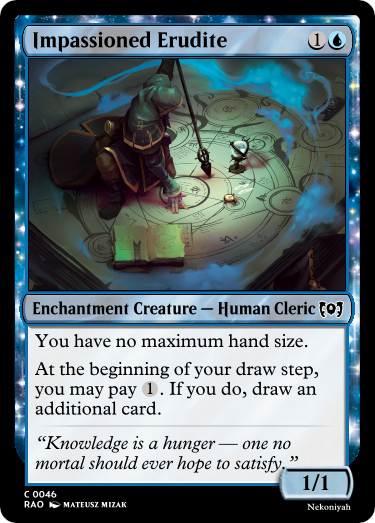 Impassioned Erudite 1
Enchantment Creature — Human Cleric
You have no maximum hand size.
At the beginning of your draw step,
you may pay 1. If you do, draw an
additional card.
“Knowledge is a hunger — one no
mortal should ever hope to satisfy.”
1/1
C 0046
RAO MATEUSZ MIZAK
Nekoniyah